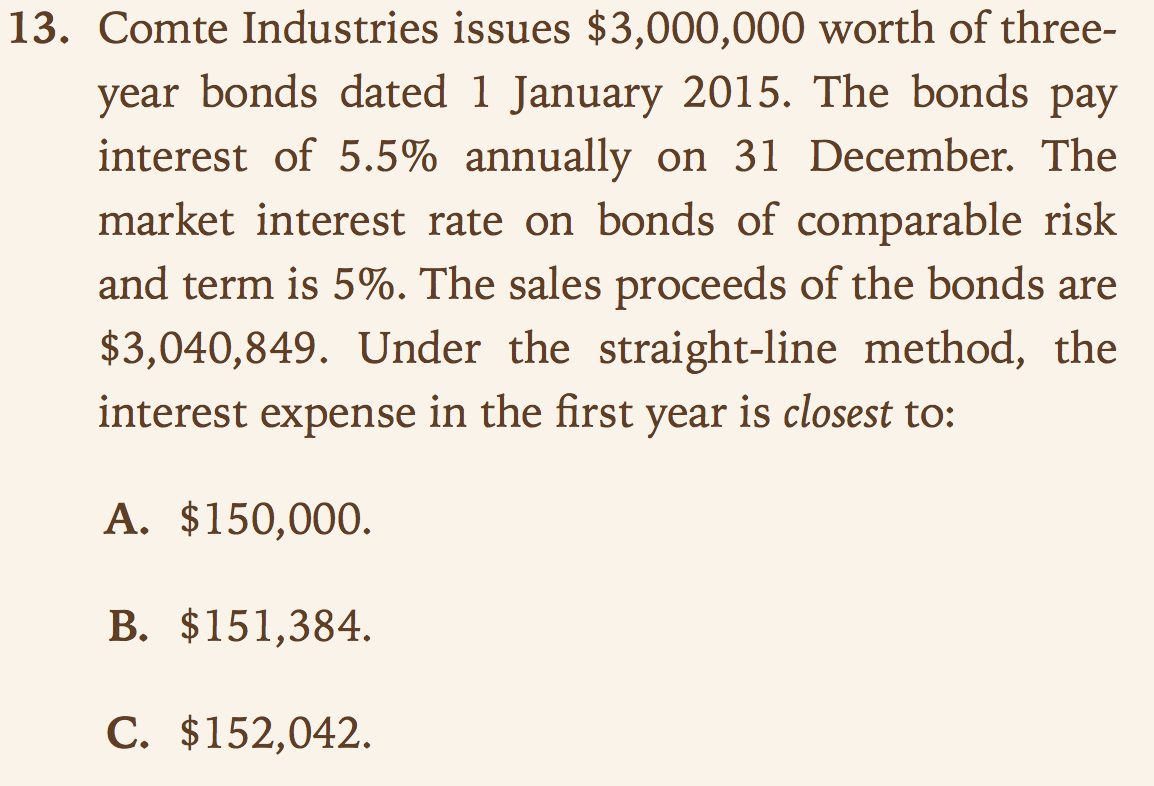 13. Comte Industries issues $3,000,000 worth of three-
year bonds dated 1 January 2015. The bonds pay
interest of 5.5% annually on 31 December. The
market interest rate on bonds of comparable risk
and term is 5%. The sales proceeds of the bonds are
$3,040,849. Under the straight-line method, the
interest expense in the first year is closest to:
A. $150,000.
B. $151,384.
C. $152,042.